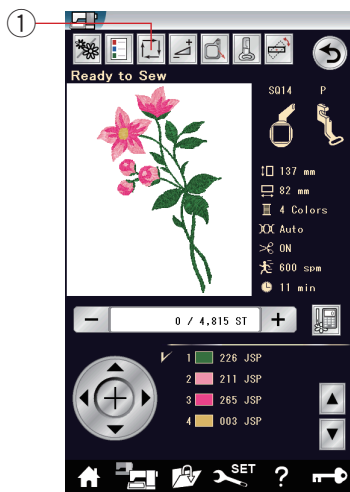 1
Ready to Sew
SQ14 P
137 mm
82 mm
4 Colors
Auto
ON
600 spm
11 min
− 0 / 4,815 ST +
1 226 JSP
2 211 JSP
3 265 JSP
4 003 JSP
SET ?